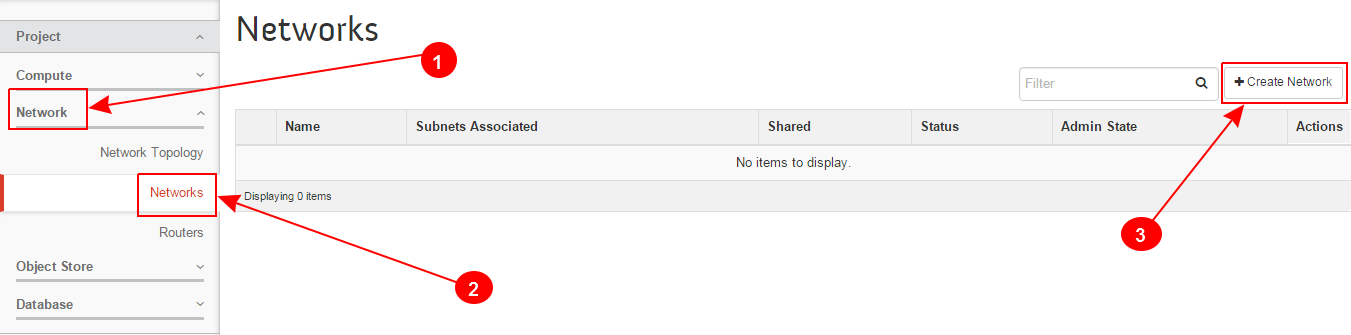 Networks
Project
1
Compute
Filter
+ Create Network
Network
Name Subnets Associated Shared Status Admin State Actions
Network Topology
No items to display.
Networks
Displaying 0 items
Routers
3
Object Store
2
Database